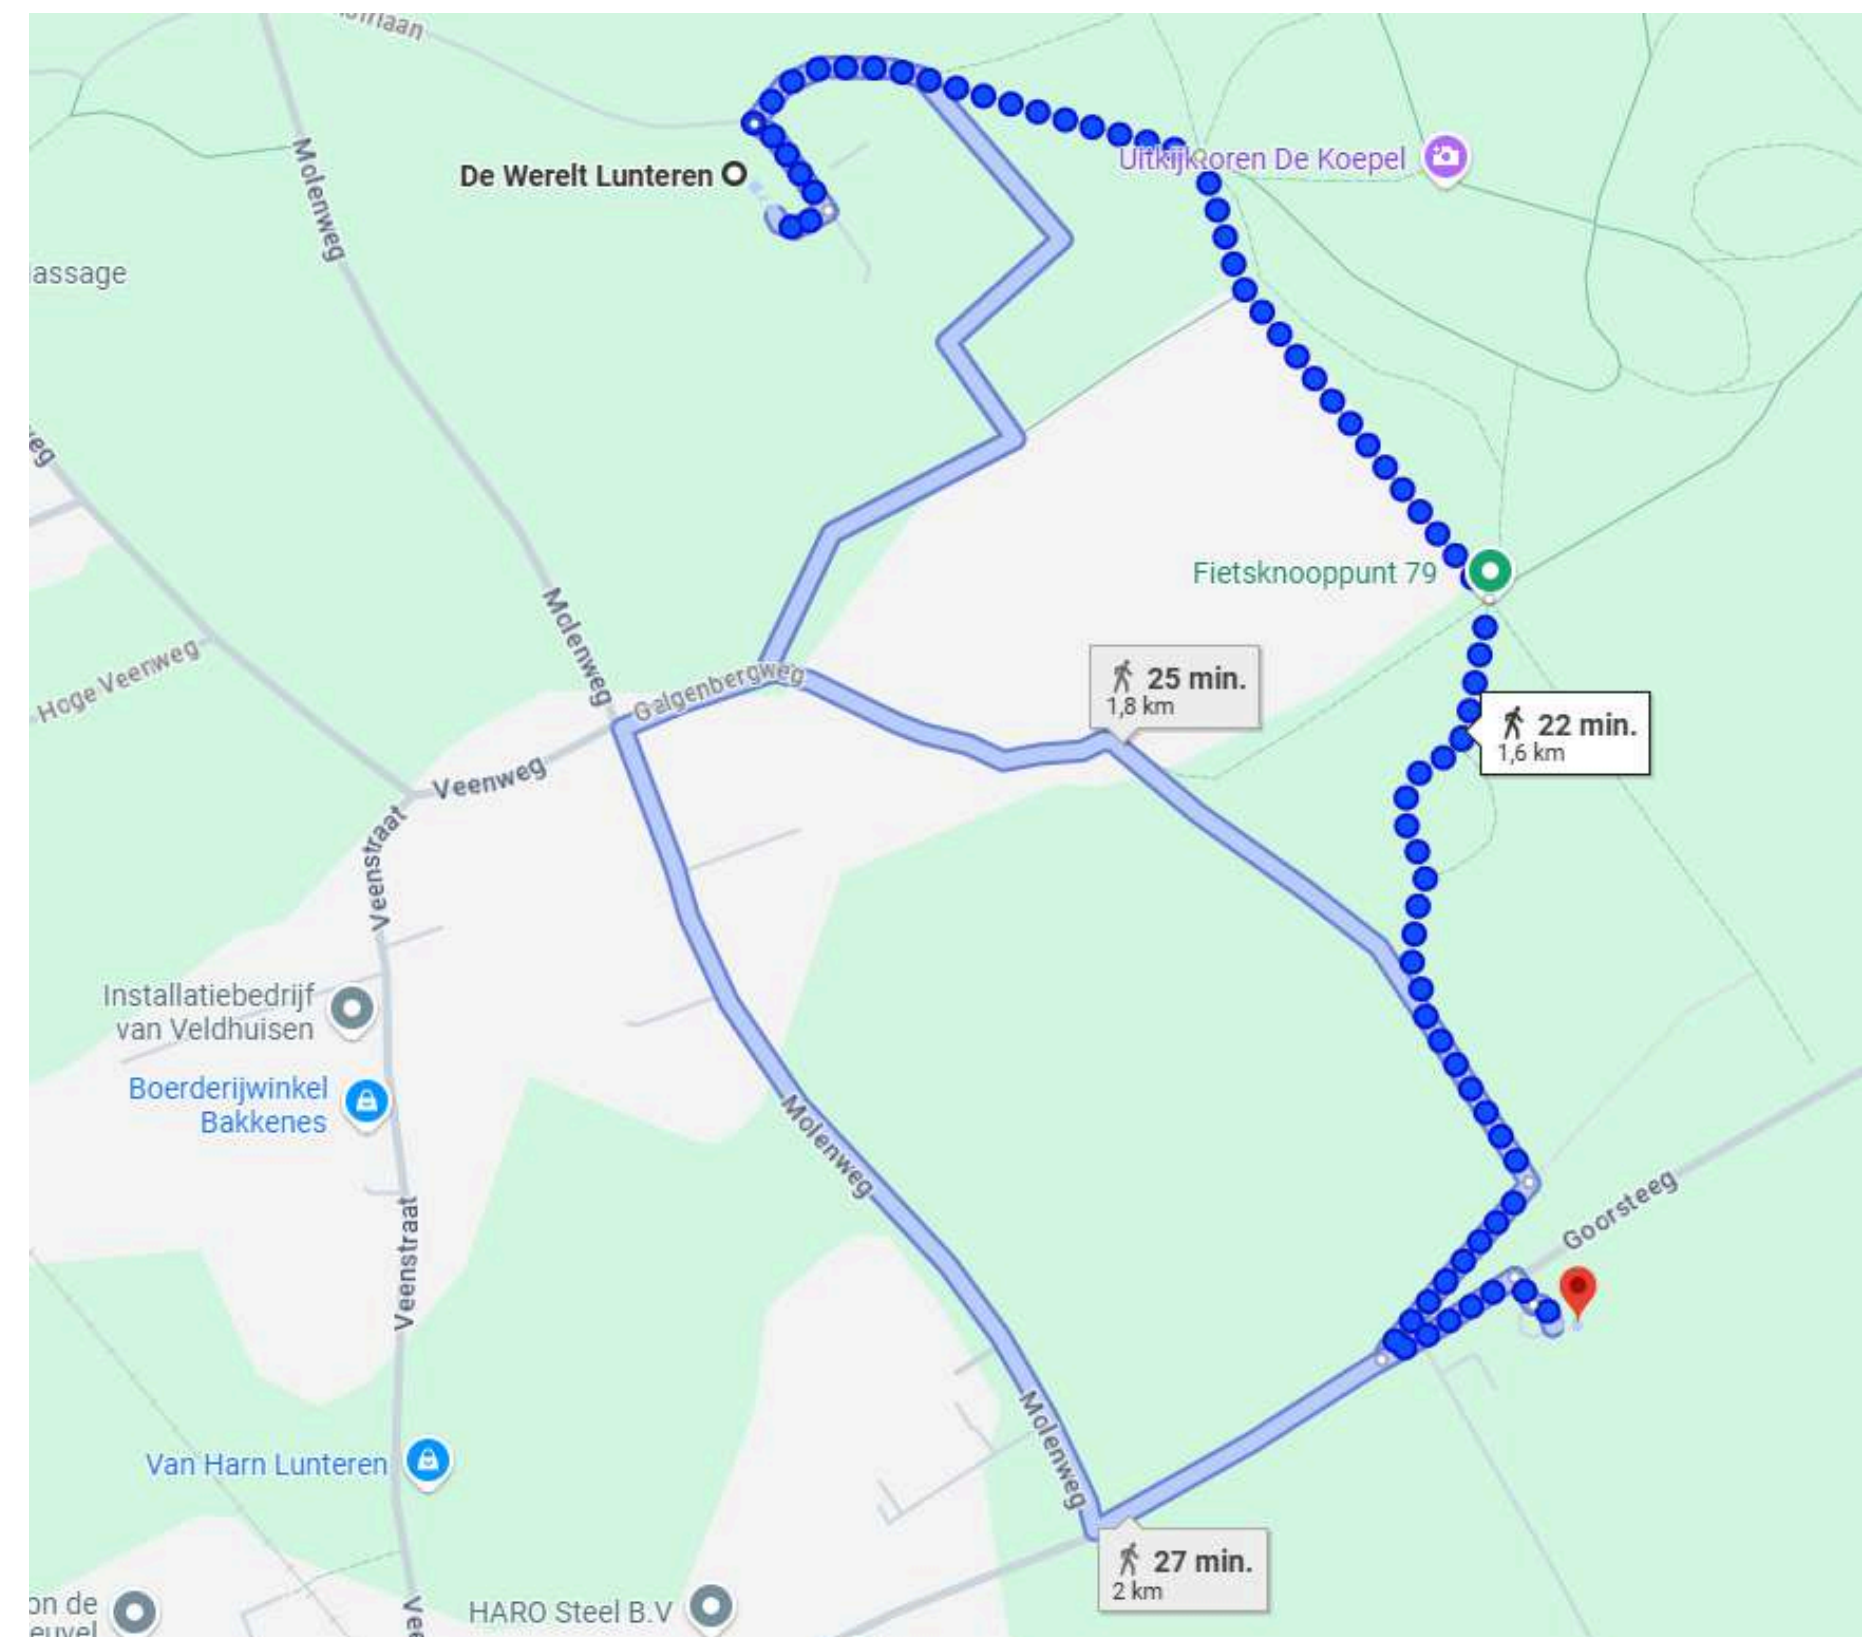 Molenweg
De Werelt Lunteren
Uitkijktoren De Koepel
Molenweg
Fietsknooppunt 79
Hoge Veenweg
Galgenbergweg
25 min.
1,8 km
22 min.
1,6 km
Veenweg
Veenstraat
Installatiebedrijf
van Veldhuisen
Boerderijwinkel
Bakkenes
Molenweg
Veenstraat
Goorsteeg
Van Harn Lunteren
Molenweg
27 min.
2 km
HARO Steel B.V